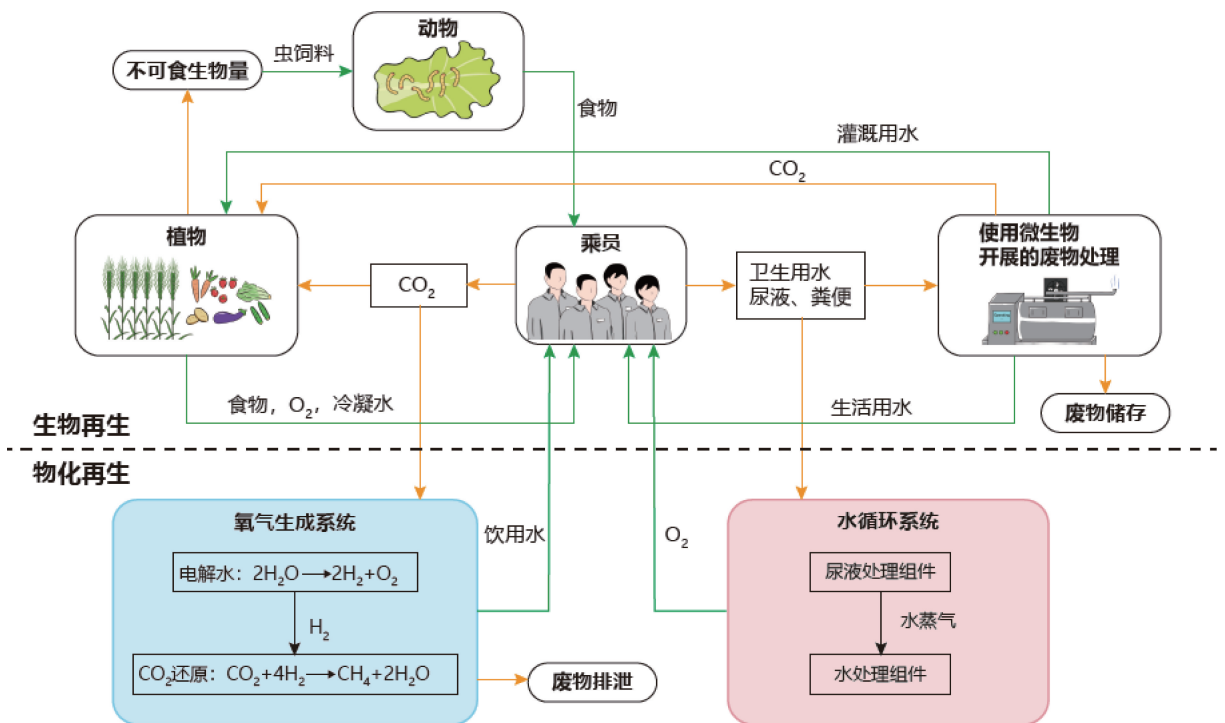 动物
虫饲料
不可食生物量
食物
灌溉用水
CO₂
植物
乘员
使用微生物
开展的废物处理
CO₂
卫生用水
尿液、粪便
食物，O₂，冷凝水
生活用水
废物储存
生物再生
物化再生
氧气生成系统
饮用水
O₂
水循环系统
电解水：2H₂O→2H₂+O₂
尿液处理组件
H₂
水蒸气
CO₂还原：CO₂+4H₂→CH₄+2H₂O
废物排泄
水处理组件